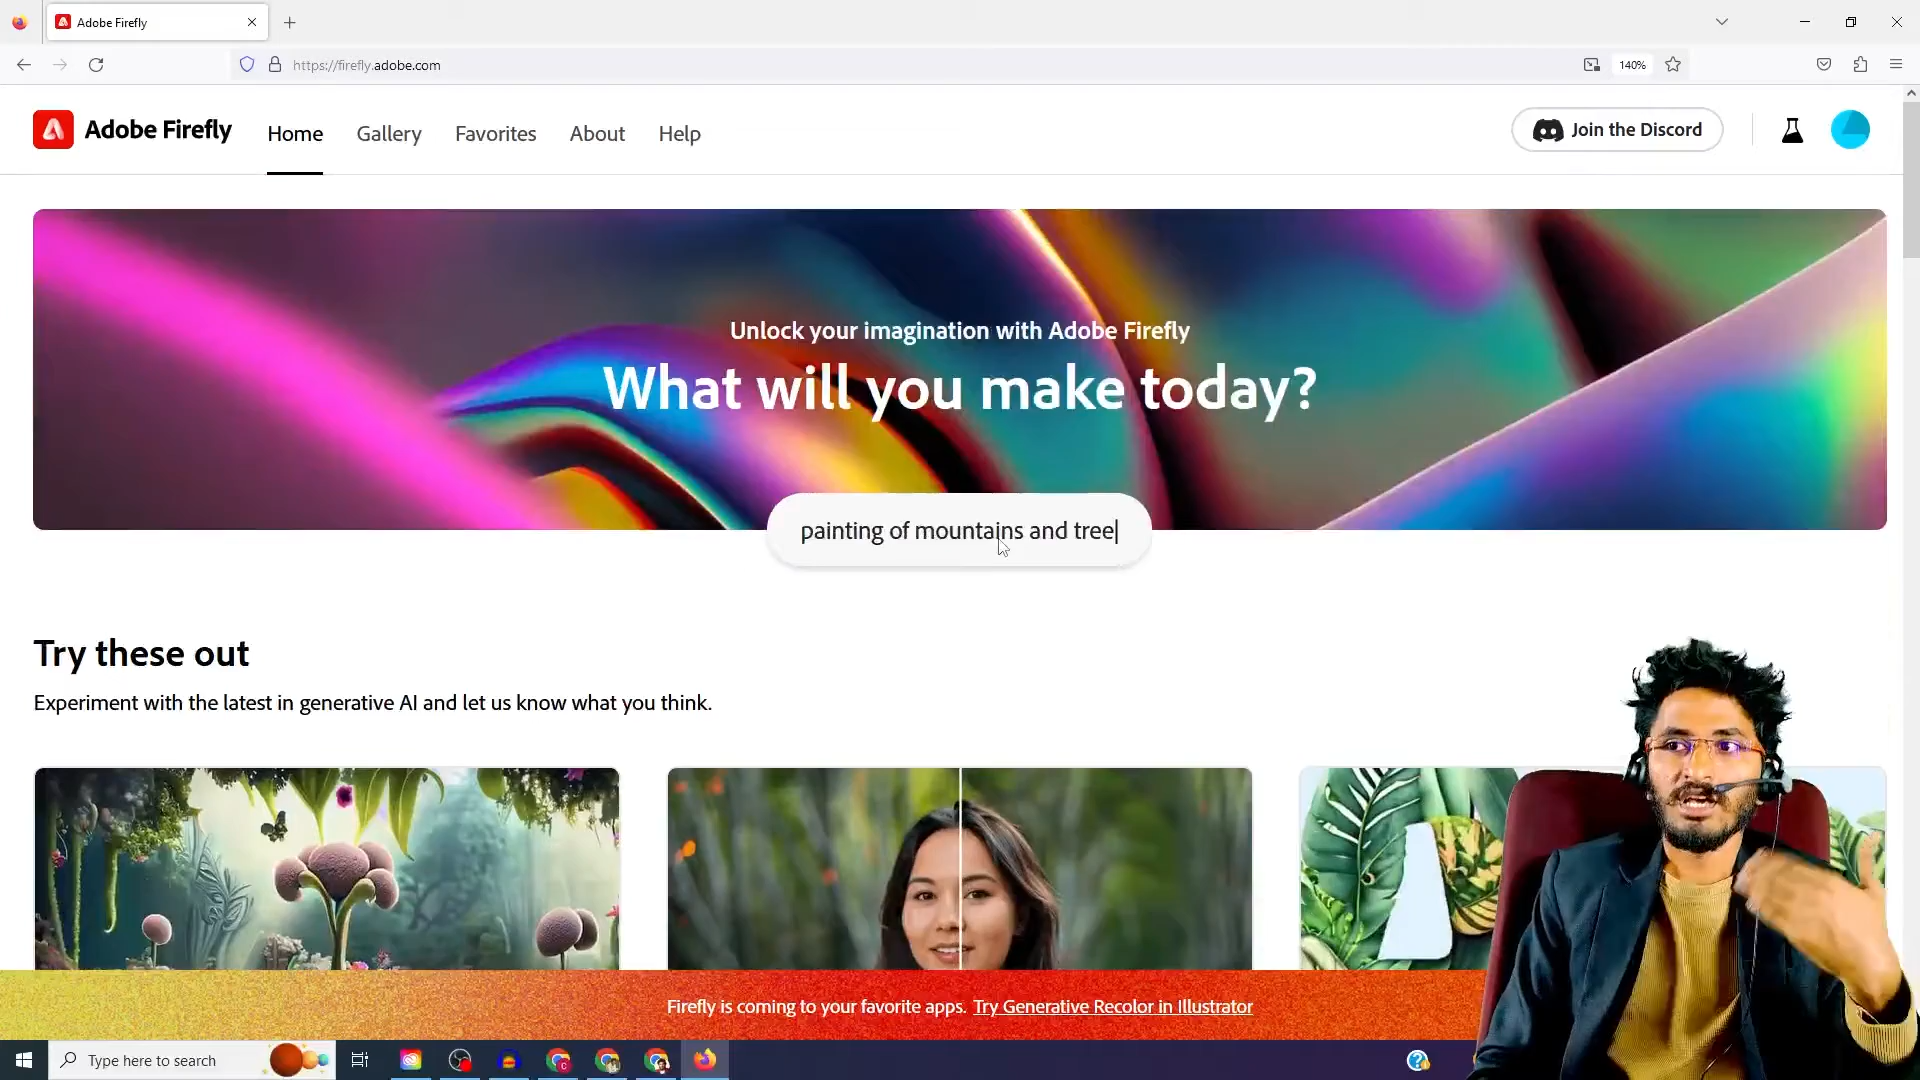 Adobe Firefly
https://firefly.adobe.com
140%
Adobe Firefly
Home
Gallery
Favorites
About
Help
Join the Discord
Unlock your imagination with Adobe Firefly
What will you make today?
painting of mountains and tree
Try these out
Experiment with the latest in generative AI and let us know what you think.
Firefly is coming to your favorite apps. Try Generative Recolor in Illustrator
Type here to search